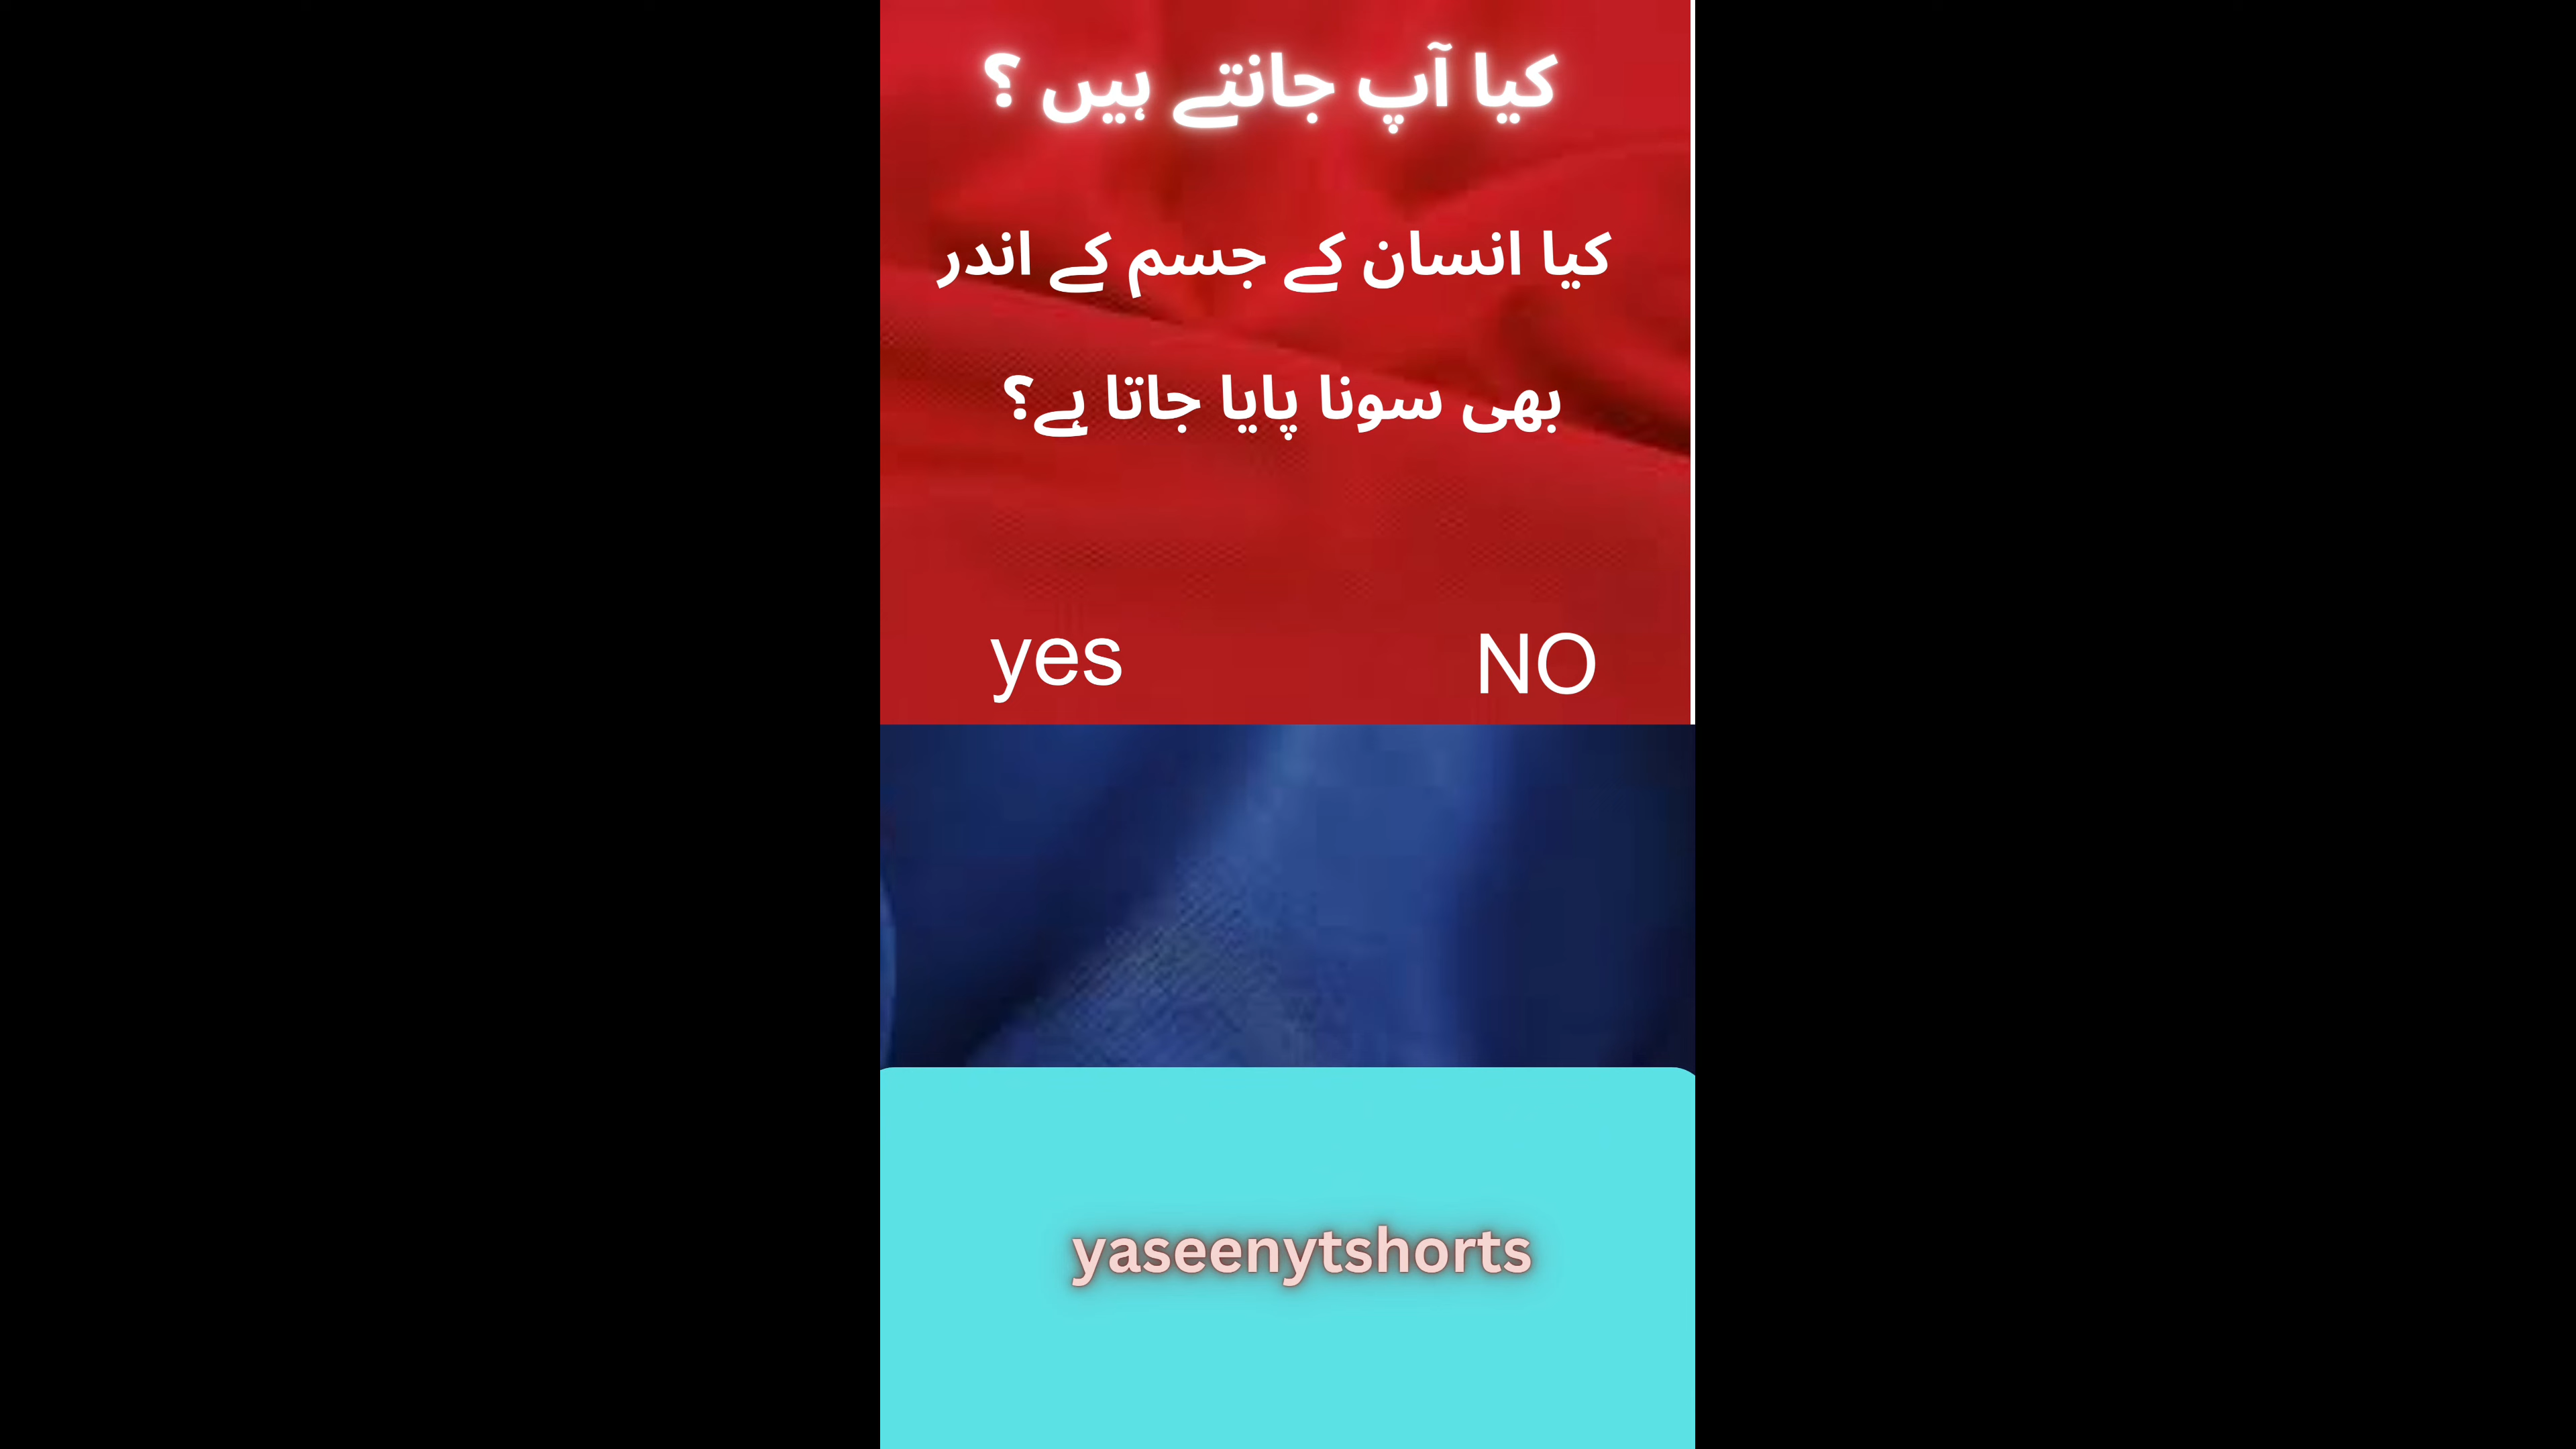 کیا آپ جانتے ہیں ؟
کیا انسان کے جسم کے اندر
بھی سونا پایا جاتا ہے؟
yes NO
yaseenytshorts